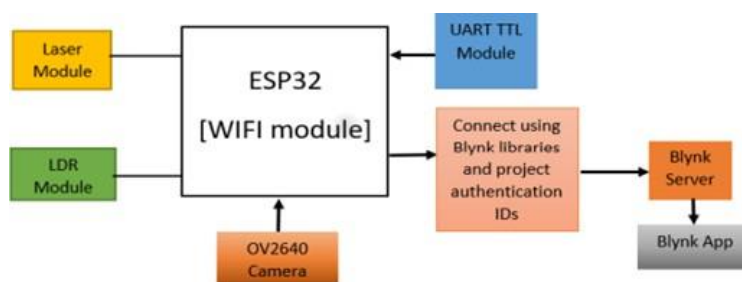 Laser
Module
LDR
Module
ESP32
[WIFI module]
OV2640
Camera
UART TTL
Module
Connect using
Blynk libraries
and project
authentication
IDs
Blynk
Server
Blynk App